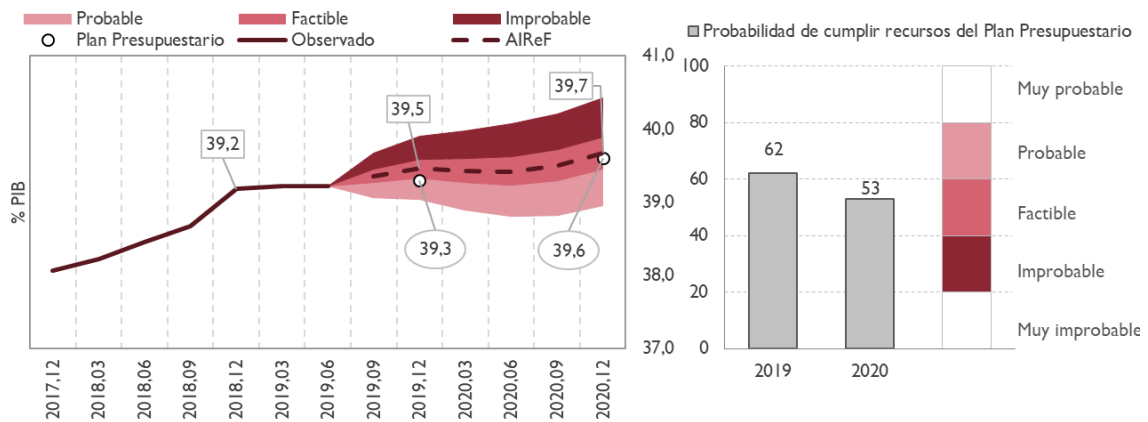 Probable
Factible
Improbable
Plan Presupuestario
Observado
AIReF
% PIB
41,0
40,0
39,0
38,0
37,0
39,2
39,5
39,7
39,3
39,6
2017,12
2018,03
2018,06
2018,09
2018,12
2019,03
2019,06
2019,09
2019,12
2020,03
2020,06
2020,09
2020,12
Probabilidad de cumplir recursos del Plan Presupuestario
100
80
60
40
20
0
62
53
2019
2020
Muy probable
Probable
Factible
Improbable
Muy improbable